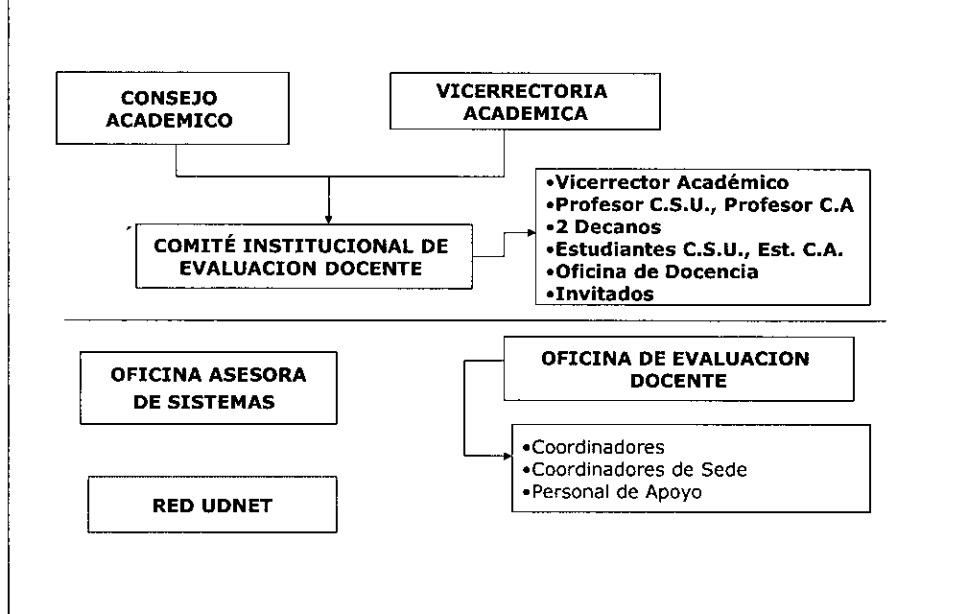 CONSEJO
ACADEMICO
VICERRECTORIA
ACADEMICA
COMITÉ INSTITUCIONAL DE
EVALUACION DOCENTE
•Vicerrector Académico
•Profesor C.S.U., Profesor C.A
•2 Decanos
•Estudiantes C.S.U., Est. C.A.
•Oficina de Docencia
•Invitados
OFICINA ASESORA
DE SISTEMAS
OFICINA DE EVALUACION
DOCENTE
•Coordinadores
•Coordinadores de Sede
•Personal de Apoyo
RED UDNET